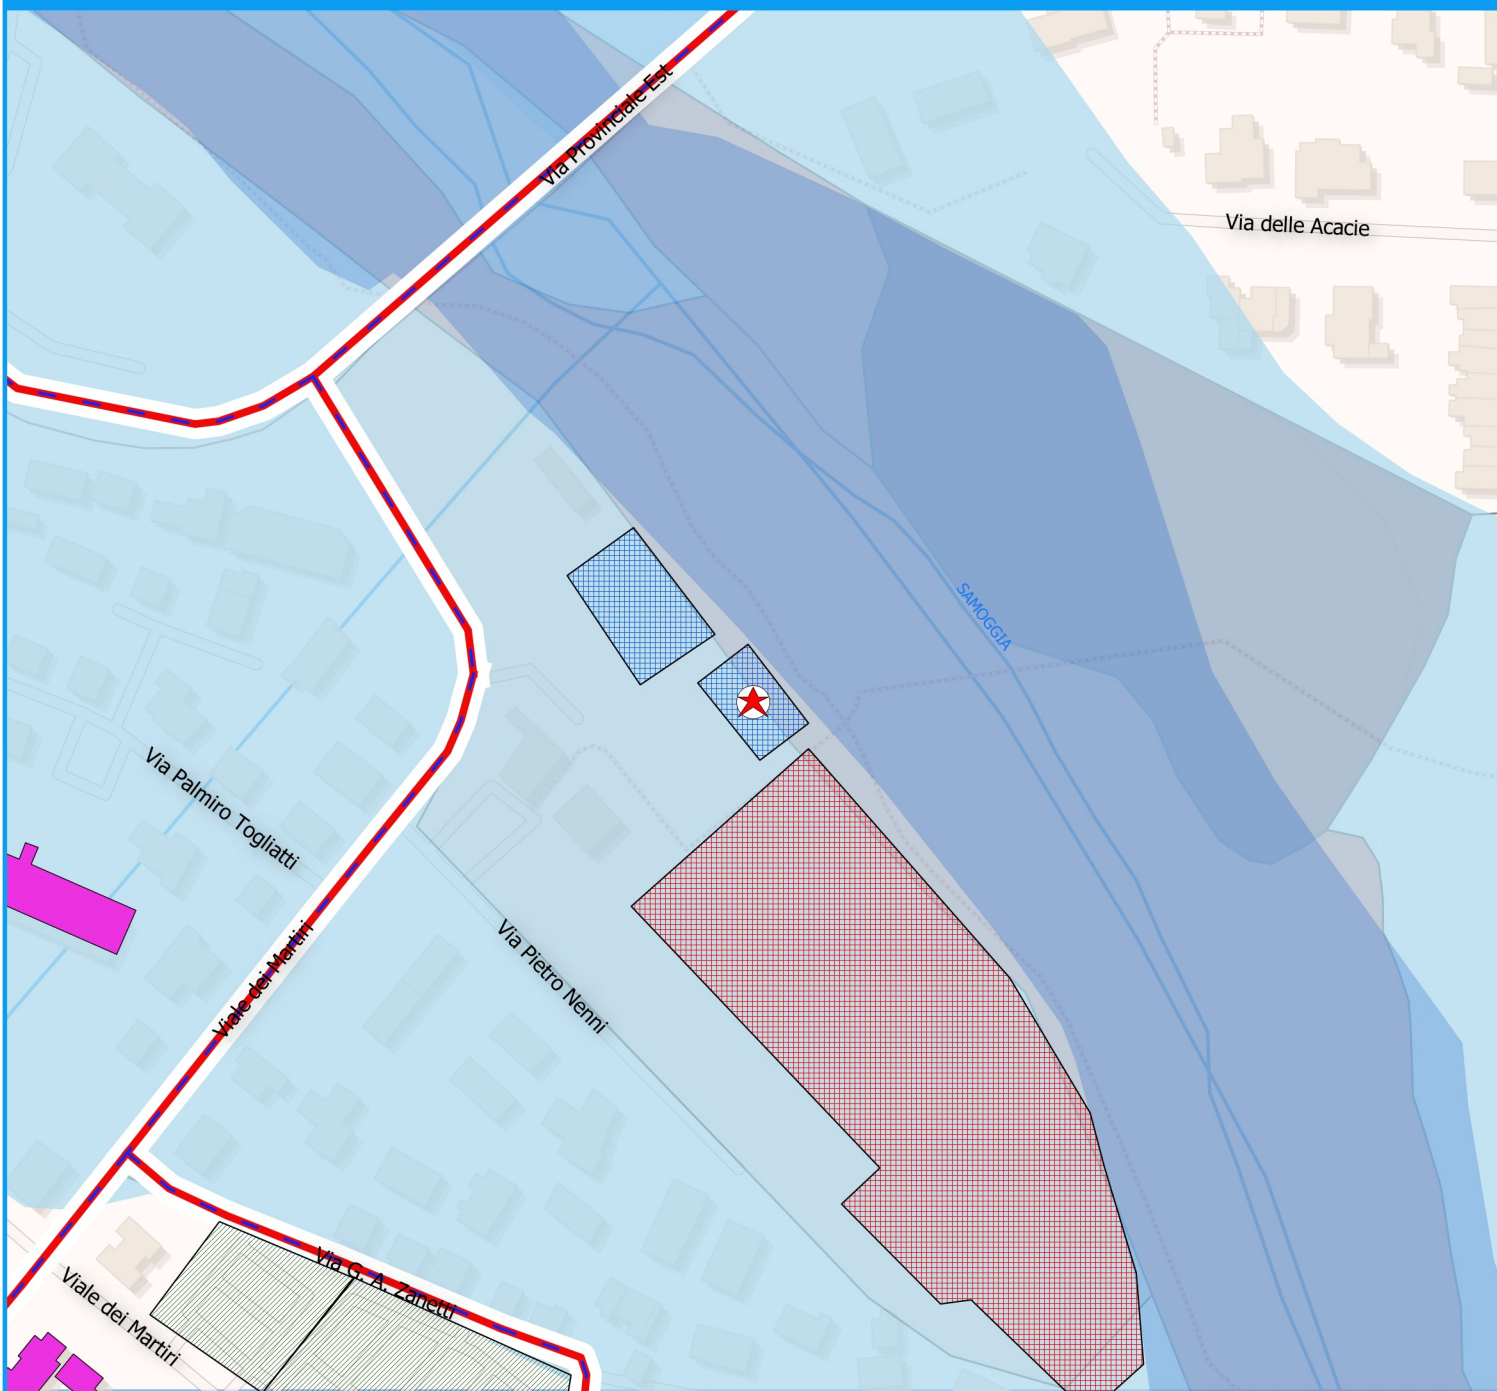 Via Provinciale Est
Via delle Acacie
SAMOGGIA
Via Palmiro Togliatti
Via Pietro Nenni
Viale dei Martiri
Via G. A. Zanetti
Viale dei Martiri